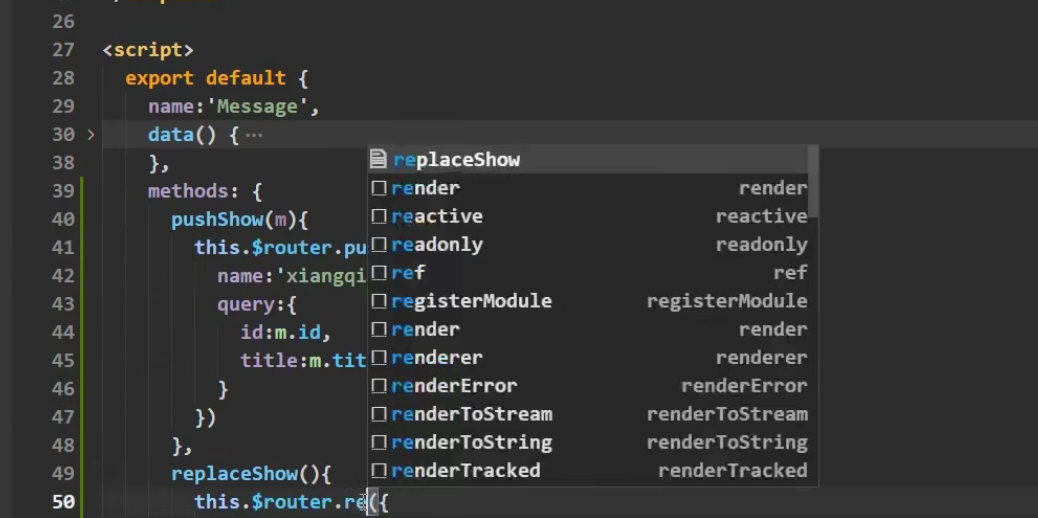 26
27 <script>
28 export default {
29 name:'Message',
30 > data() { ···
38 },
39 methods: {
40 pushShow(m){
41 this.$router.pu
42 name:'xiangqi
43 query:{
44 id:m.id,
45 title:m.tit
46 }
47 })
48 },
49 replaceShow(){
50 this.$router.re({
replaceShow
render render
reactive reactive
readonly readonly
ref ref
registerModule registerModule
render render
renderer renderer
renderError renderError
renderToStream renderToStream
renderToString renderToString
renderTracked renderTracked